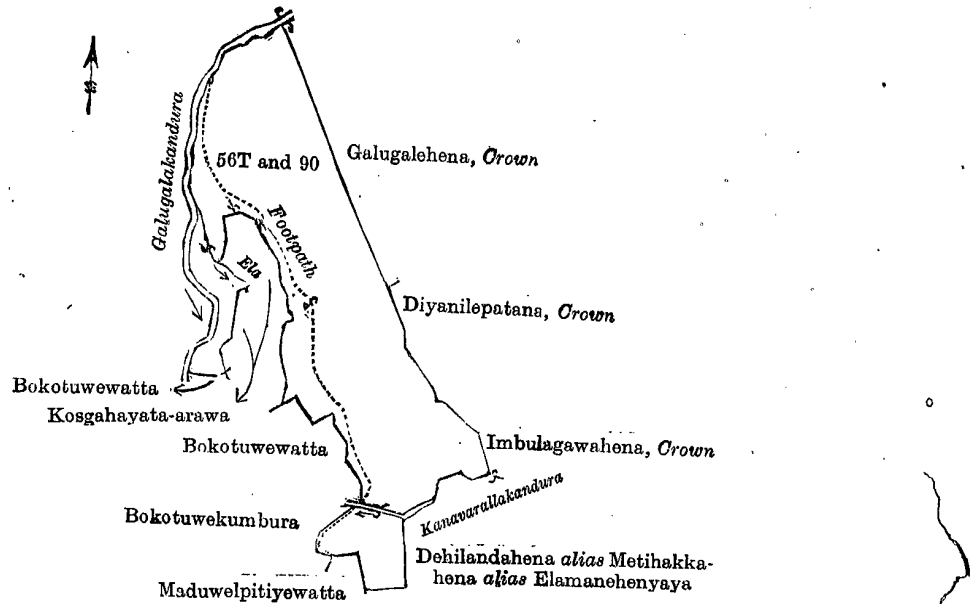 Galugalakandura
56T and 90
Galugalehena, Crown
Footpath
Ela
Diyanilepatana, Crown
Bokotuwewatta
Kosgahayata-arawa
Bokotuwewatta
Imbulagawahena, Crown
Kanavarallakandura
Bokotuwekumbura
Dehilandahena alias Metihakka-
hena alias Elamanehenyaya
Maduwelpitiyewatta